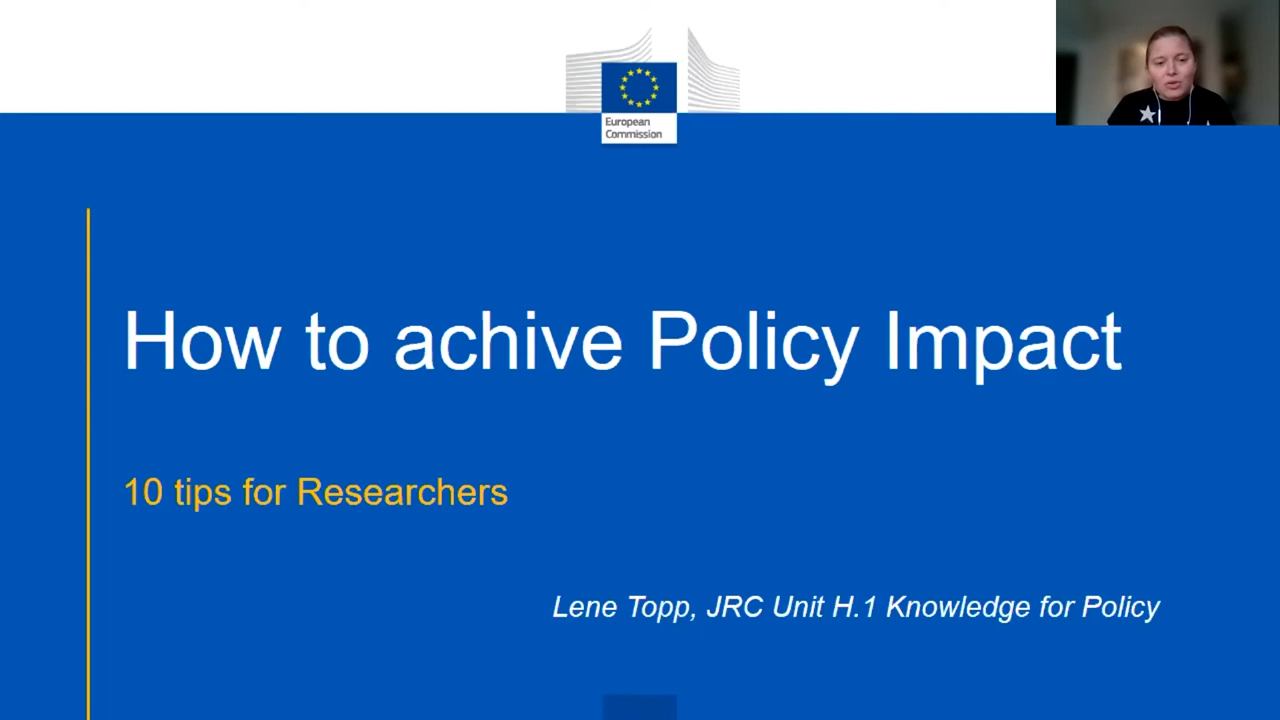 European
Commission
How to achive Policy Impact
10 tips for Researchers
Lene Topp, JRC Unit H.1 Knowledge for Policy